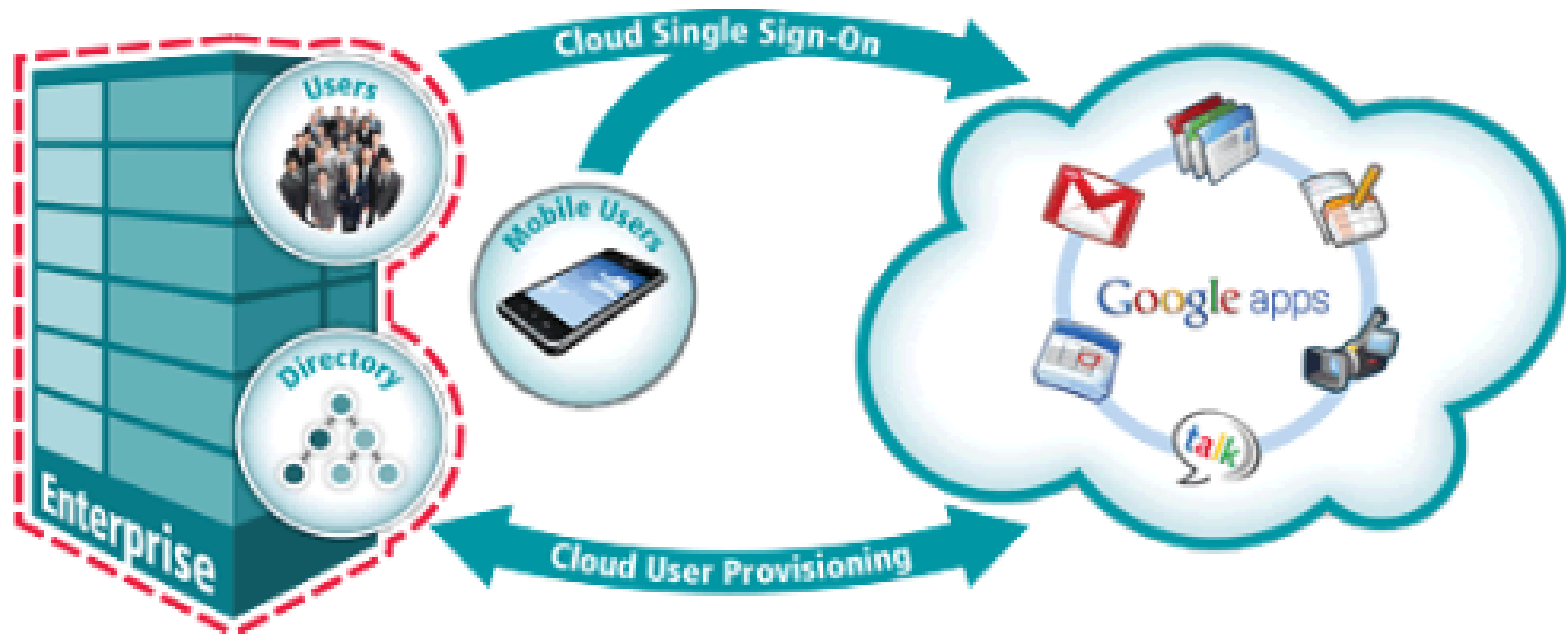 Cloud Single Sign-On
Users
Mobile Users
Google apps
Directory
talk
Enterprise
Cloud User Provisioning